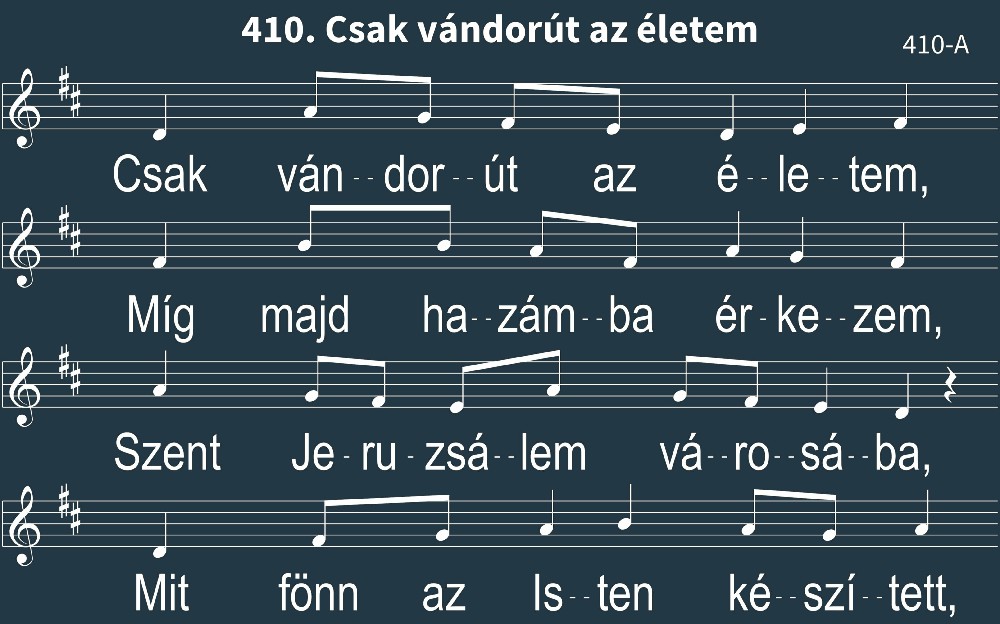 410. Csak vándorút az életem
410-A
Csak ván--dor--út az é--le--tem,
Míg majd ha--zám--ba ér-ke--zem,
Szent Je-ru-zsá--lem vá--ro--sá--ba,
Mit fönn az Is--ten ké--szí--tett,